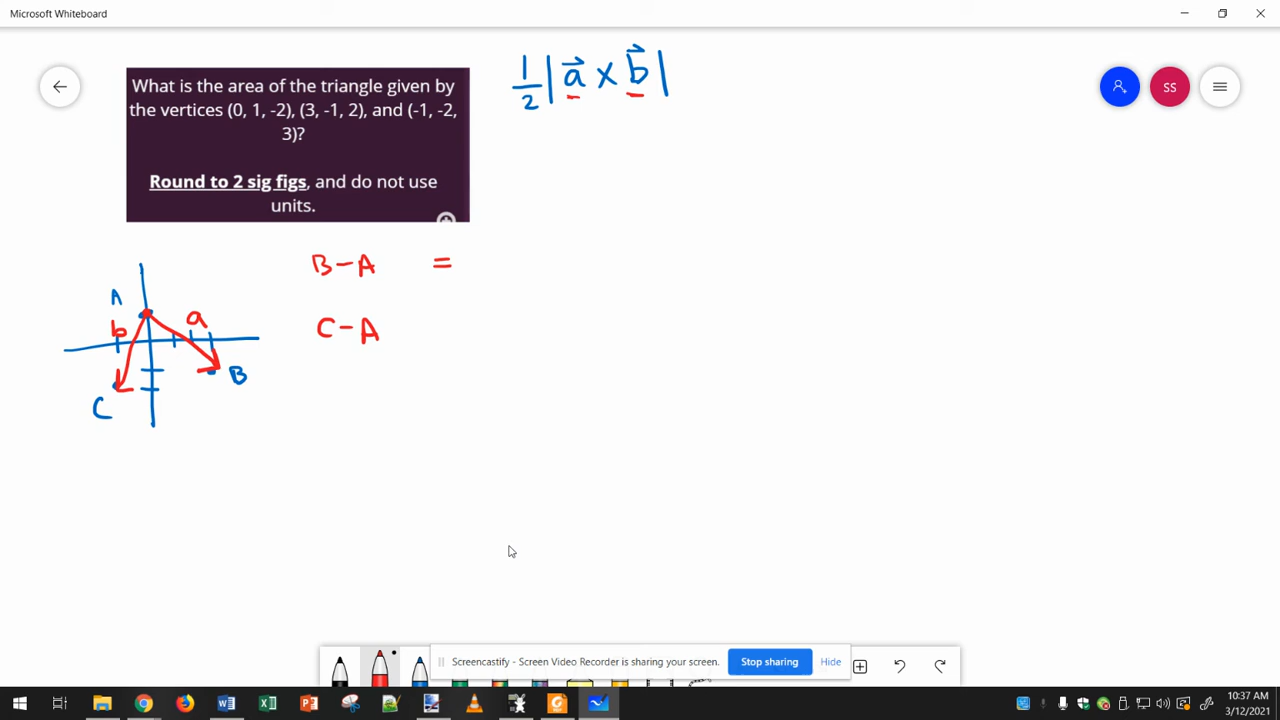 Microsoft Whiteboard
What is the area of the triangle given by
the vertices (0, 1, -2), (3, -1, 2), and (-1, -2,
3)?
Round to 2 sig figs, and do not use
units.
1/2 |a⃗ × b⃗|
SS
B-A =
C-A
A
b
a
B
C
Screencastify - Screen Video Recorder is sharing your screen.
Stop sharing
Hide
10:37 AM
3/12/2021